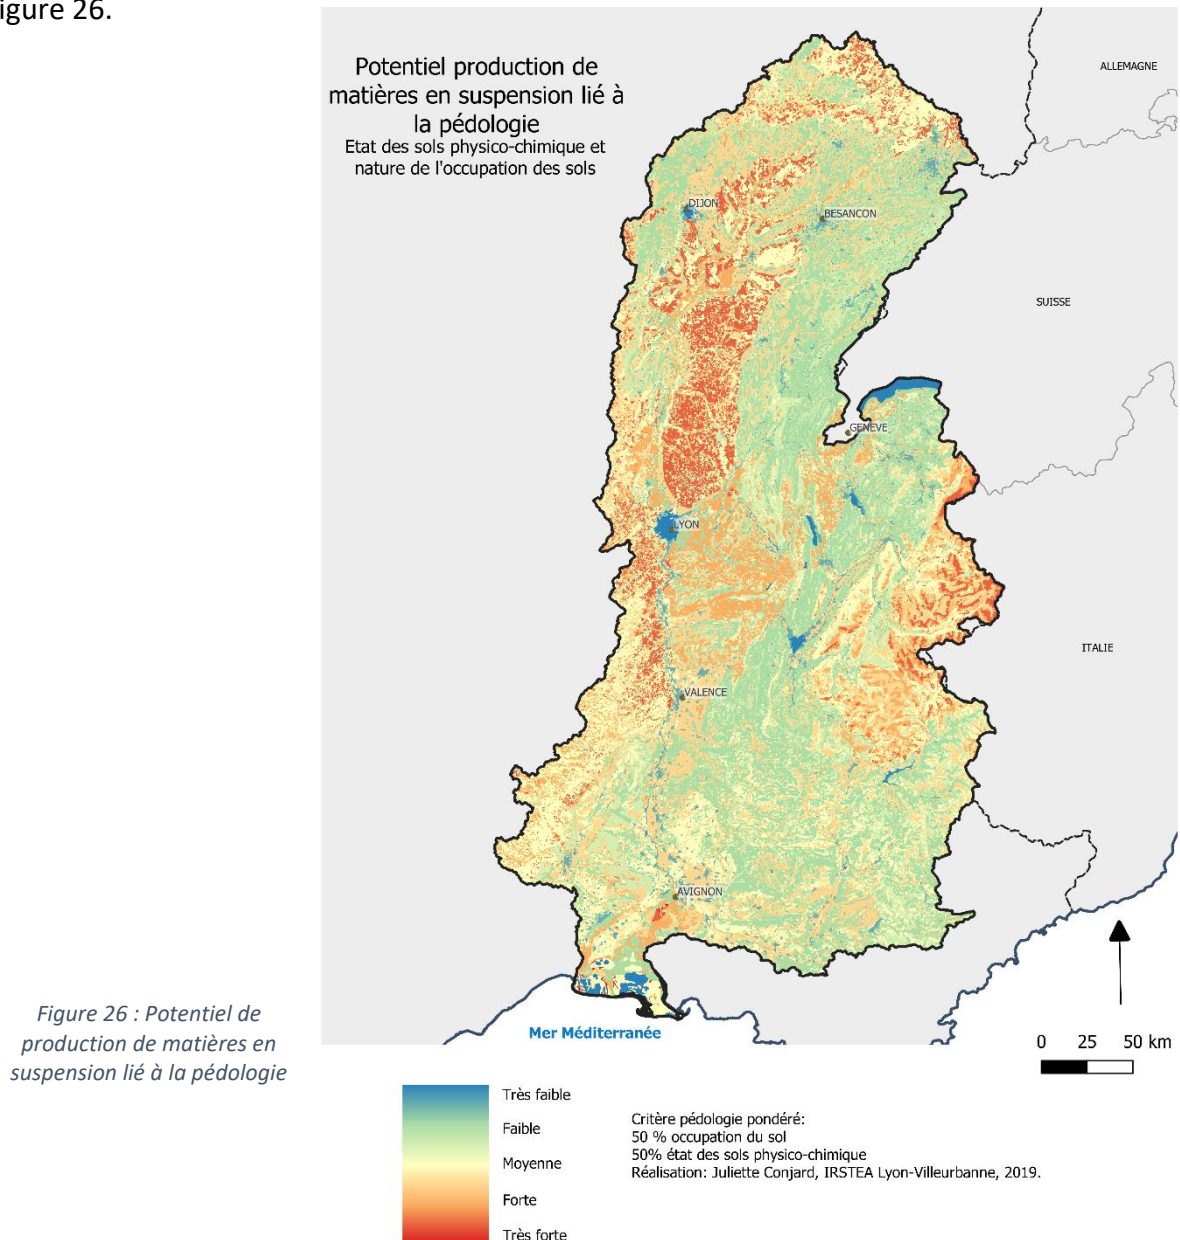 igure 26.
Potentiel production de
matières en suspension lié à
la pédologie
Etat des sols physico-chimique et
nature de l'occupation des sols
ALLEMAGNE
DIJON
BESANCON
SUISSE
GENEVE
LYON
ITALIE
VALENCE
AVIGNON
Mer Méditerranée
0 25 50 km
Figure 26 : Potentiel de
production de matières en
suspension lié à la pédologie
Très faible
Faible
Moyenne
Forte
Très forte
Critère pédologie pondéré:
50 % occupation du sol
50% état des sols physico-chimique
Réalisation: Juliette Conjard, IRSTEA Lyon-Villeurbanne, 2019.